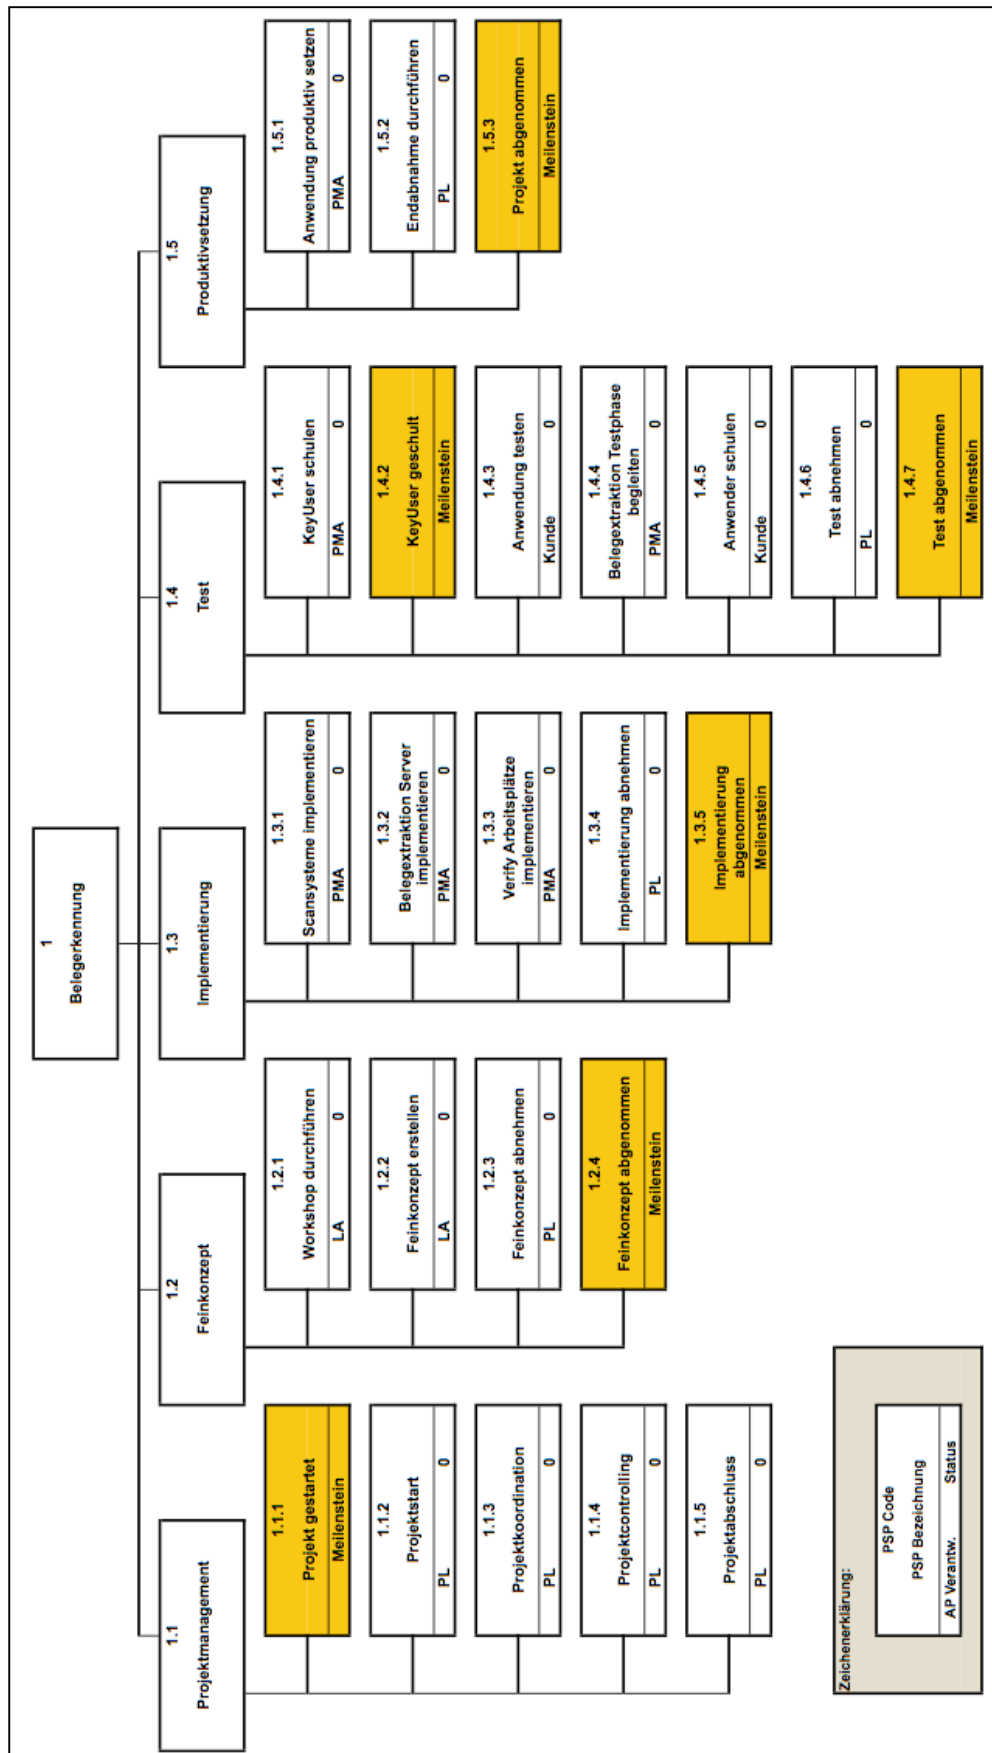 1
Belegerkennung
1.1
Projektmanagement
1.1.1
Projekt gestartet
Meilenstein
1.1.2
Projektstart
PL 0
1.1.3
Projektkoordination
PL 0
1.1.4
Projektcontrolling
PL 0
1.1.5
Projektabschluss
PL 0
1.2
Feinkonzept
1.2.1
Workshop durchführen
LA 0
1.2.2
Feinkonzept erstellen
LA 0
1.2.3
Feinkonzept abnehmen
PL 0
1.2.4
Feinkonzept abgenommen
Meilenstein
1.3
Implementierung
1.3.1
Scansysteme implementieren
PMA 0
1.3.2
Belegextraktion Server
implementieren
PMA 0
1.3.3
Verify Arbeitsplätze
implementieren
PMA 0
1.3.4
Implementierung abnehmen
PL 0
1.3.5
Implementierung
abgenommen
Meilenstein
1.4
Test
1.4.1
KeyUser schulen
PMA 0
1.4.2
KeyUser geschult
Meilenstein
1.4.3
Anwendung testen
Kunde 0
1.4.4
Belegextraktion Testphase
begleiten
PMA 0
1.4.5
Anwender schulen
Kunde 0
1.4.6
Test abnehmen
PL 0
1.4.7
Test abgenommen
Meilenstein
1.5
Produktivsetzung
1.5.1
Anwendung produktiv setzen
PMA 0
1.5.2
Endabnahme durchführen
PL 0
1.5.3
Projekt abgenommen
Meilenstein
Zeichenerklärung:
PSP Code
PSP Bezeichnung
AP Verantw. Status